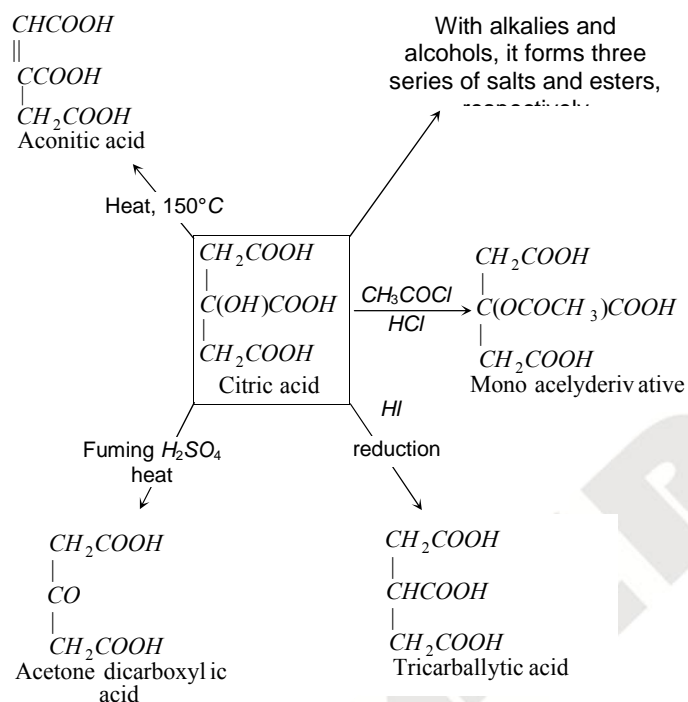 CHCOOH
||
CCOOH
|
CH₂COOH
Aconitic acid
With alkalies and
alcohols, it forms three
series of salts and esters,
respectively
Heat, 150°C
CH₂COOH
|
C(OH)COOH
|
CH₂COOH
Citric acid
CH₃COCl
HCl
CH₂COOH
|
C(OCOCH₃)COOH
|
CH₂COOH
Mono acelyderiv ative
Fuming H₂SO₄
heat
HI
reduction
CH₂COOH
|
CO
|
CH₂COOH
Acetone dicarboxyl ic
acid
CH₂COOH
|
CHCOOH
|
CH₂COOH
Tricarballytic acid